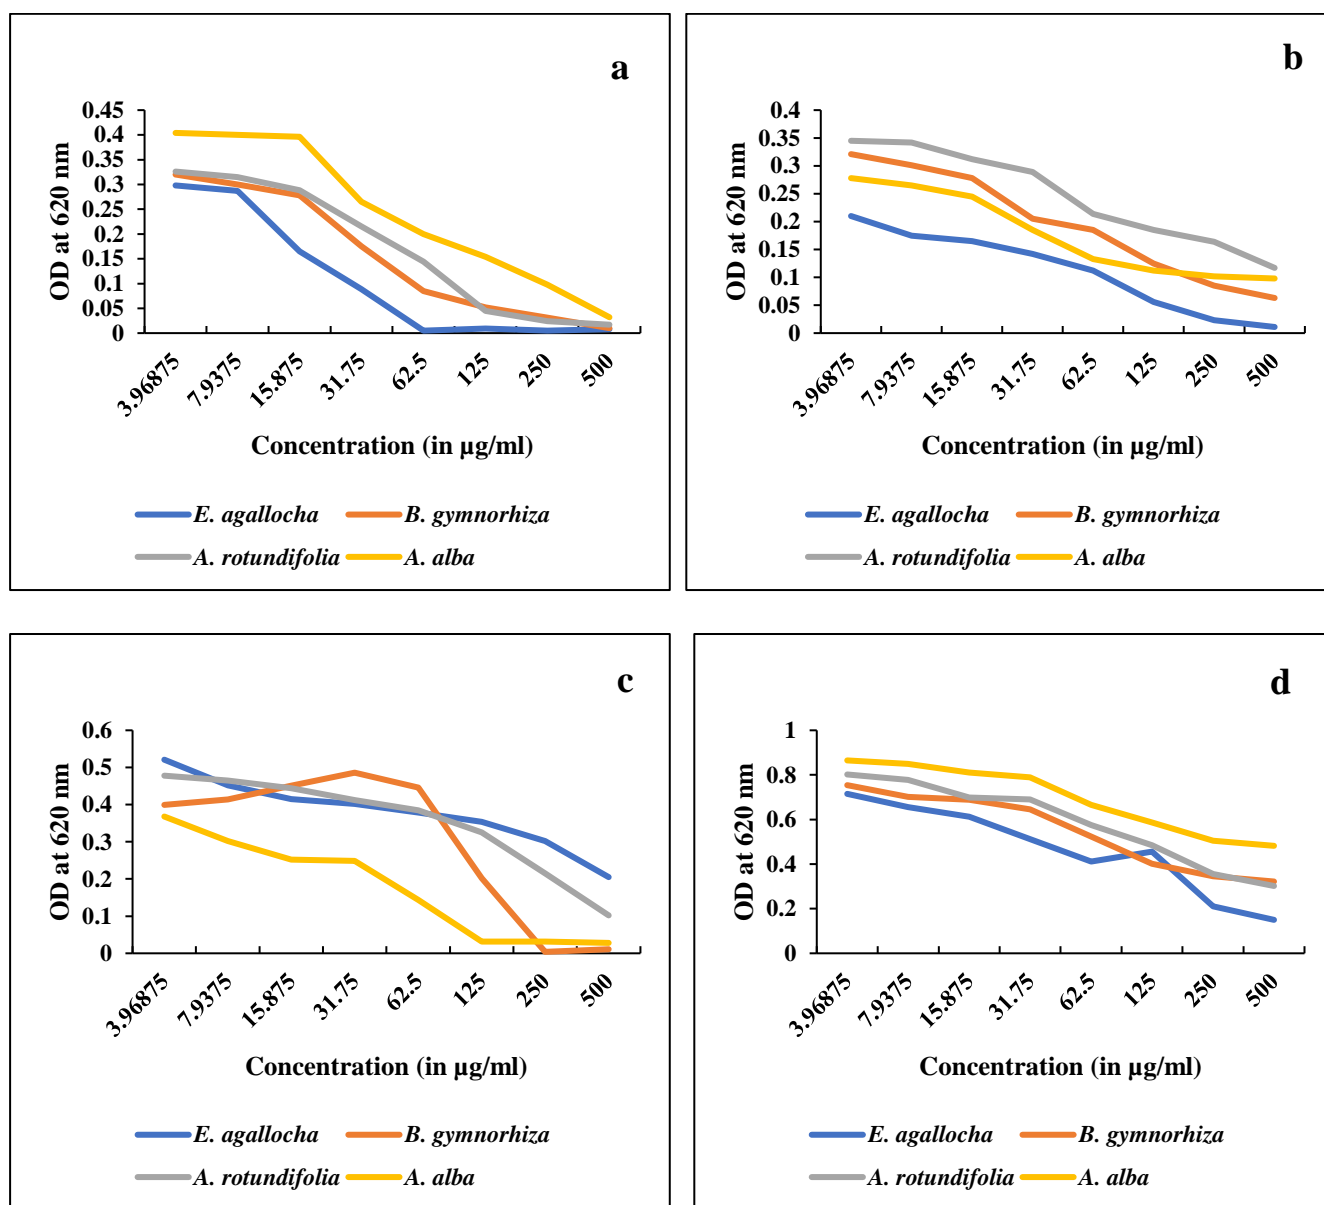 a
OD at 620 nm
0.45
0.4
0.35
0.3
0.25
0.2
0.15
0.1
0.05
0
3.96875
7.9375
15.875
31.75
62.5
125
250
500
Concentration (in µg/ml)
E. agallocha
B. gymnorhiza
A. rotundifolia
A. alba
b
OD at 620 nm
0.4
0.35
0.3
0.25
0.2
0.15
0.1
0.05
0
3.96875
7.9375
15.875
31.75
62.5
125
250
500
Concentration (in µg/ml)
E. agallocha
B. gymnorhiza
A. rotundifolia
A. alba
c
OD at 620 nm
0.6
0.5
0.4
0.3
0.2
0.1
0
3.96875
7.9375
15.875
31.75
62.5
125
250
500
Concentration (in µg/ml)
E. agallocha
B. gymnorhiza
A. rotundifolia
A. alba
d
OD at 620 nm
1
0.8
0.6
0.4
0.2
0
3.96875
7.9375
15.875
31.75
62.5
125
250
500
Concentration (in µg/ml)
E. agallocha
B. gymnorhiza
A. rotundifolia
A. alba